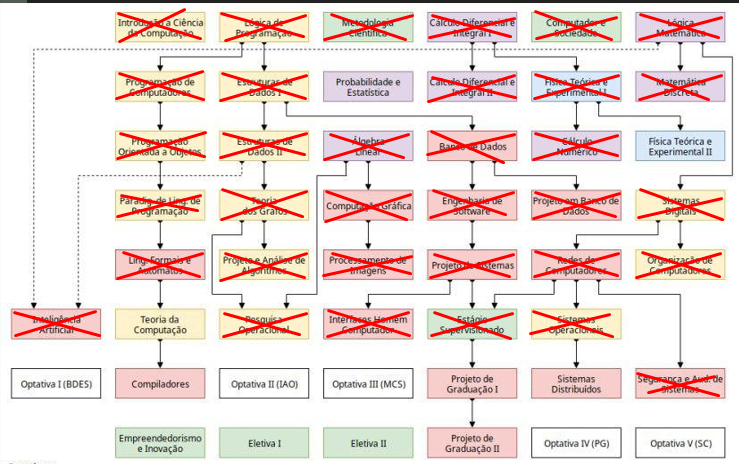 Introdução a Ciência
da Computação
Lógica de
Programação
Metodologia
Científica
Cálculo Diferencial e
Integral I
Computador e
Sociedade
Lógica
Matemática
Programação de
Computadores
Estruturas de
Dados I
Probabilidade e
Estatística
Cálculo Diferencial e
Integral II
Física Teórica e
Experimental I
Matemática
Discreta
Programação
Orientada a Objetos
Estruturas de
Dados II
Álgebra
Linear
Banco de Dados
Cálculo
Numérico
Física Teórica e
Experimental II
Paradig. de Ling. de
Programação
Teoria
dos Grafos
Computação Gráfica
Engenharia de
Software
Projeto em Banco de
Dados
Sistemas
Digitais
Ling. Formais e
Autômatos
Projeto e Análise de
Algoritmos
Processamento de
Imagens
Projeto de Sistemas
Redes de
Computadores
Organização de
Computadores
Inteligência
Artificial
Teoria da
Computação
Pesquisa
Operacional
Interfaces Homem
Computador
Estágio
Supervisionado
Sistemas
Operacionais
Optativa I (BDES)
Compiladores
Optativa II (IAO)
Optativa III (MCS)
Projeto de
Graduação I
Sistemas
Distribuídos
Segurança e Aud. de
Sistemas
Empreendedorismo
e Inovação
Eletiva I
Eletiva II
Projeto de
Graduação II
Optativa IV (PG)
Optativa V (SC)